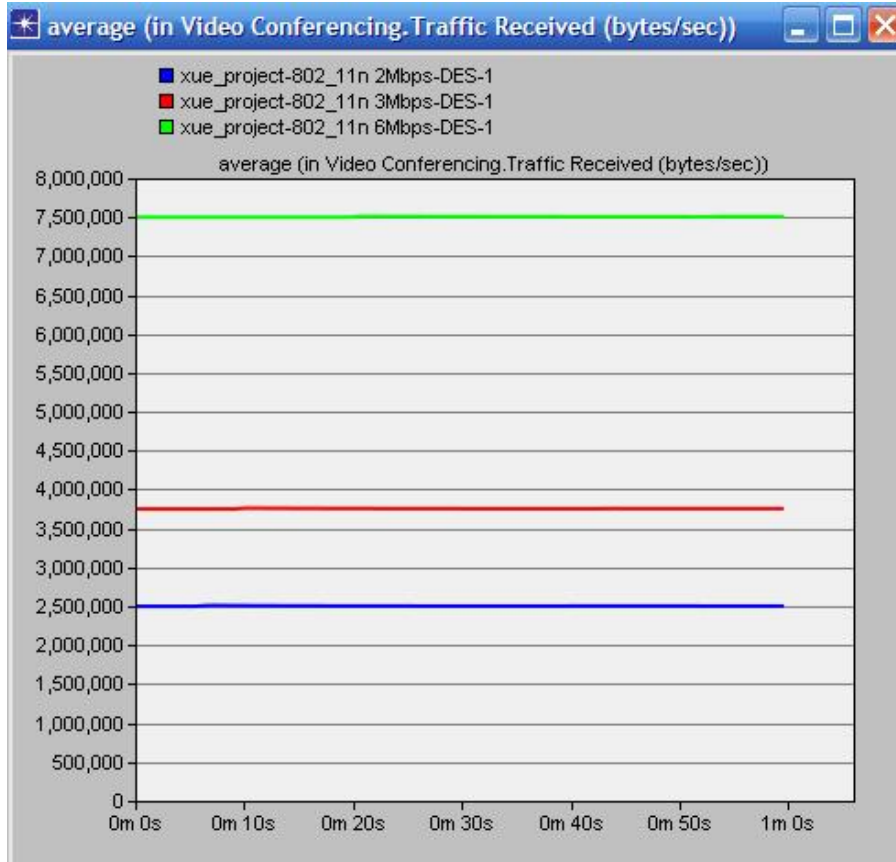 average (in Video Conferencing.Traffic Received (bytes/sec))
xue_project-802_11n 2Mbps-DES-1
xue_project-802_11n 3Mbps-DES-1
xue_project-802_11n 6Mbps-DES-1
average (in Video Conferencing.Traffic Received (bytes/sec))
8,000,000
7,500,000
7,000,000
6,500,000
6,000,000
5,500,000
5,000,000
4,500,000
4,000,000
3,500,000
3,000,000
2,500,000
2,000,000
1,500,000
1,000,000
500,000
0
0m 0s 0m 10s 0m 20s 0m 30s 0m 40s 0m 50s 1m 0s